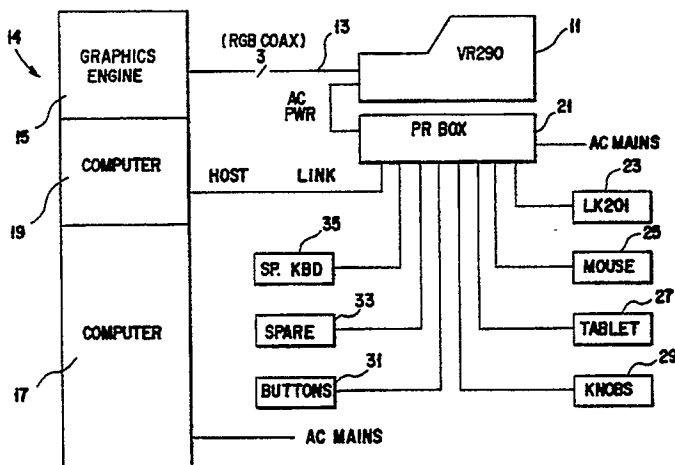 14
GRAPHICS
ENGINE
15
(RGB COAX)
3
13
VR290
11
AC
PWR
PR BOX
21
AC MAINS
COMPUTER
19
HOST LINK
23
LK201
35
SP. KBD
25
MOUSE
33
SPARE
27
TABLET
COMPUTER
17
31
BUTTONS
29
KNOBS
AC MAINS